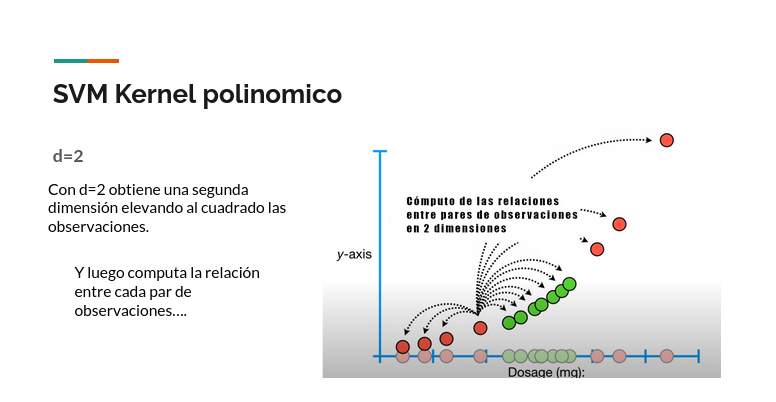 SVM Kernel polinomico
d=2
Con d=2 obtiene una segunda
dimensión elevando al cuadrado las
observaciones.
Y luego computa la relación
entre cada par de
observaciones....
Cómputo de las relaciones
entre pares de observaciones
en 2 dimensiones
y-axis
Dosage (mg):